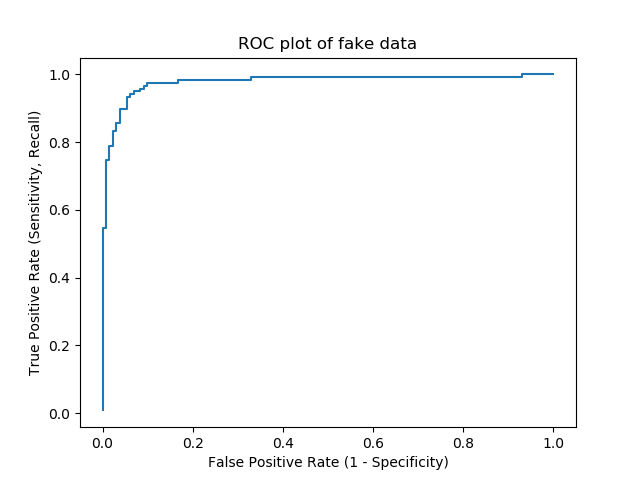 ROC plot of fake data
1.0
0.8
0.6
0.4
0.2
0.0
True Positive Rate (Sensitivity, Recall)
0.0 0.2 0.4 0.6 0.8 1.0
False Positive Rate (1 - Specificity)